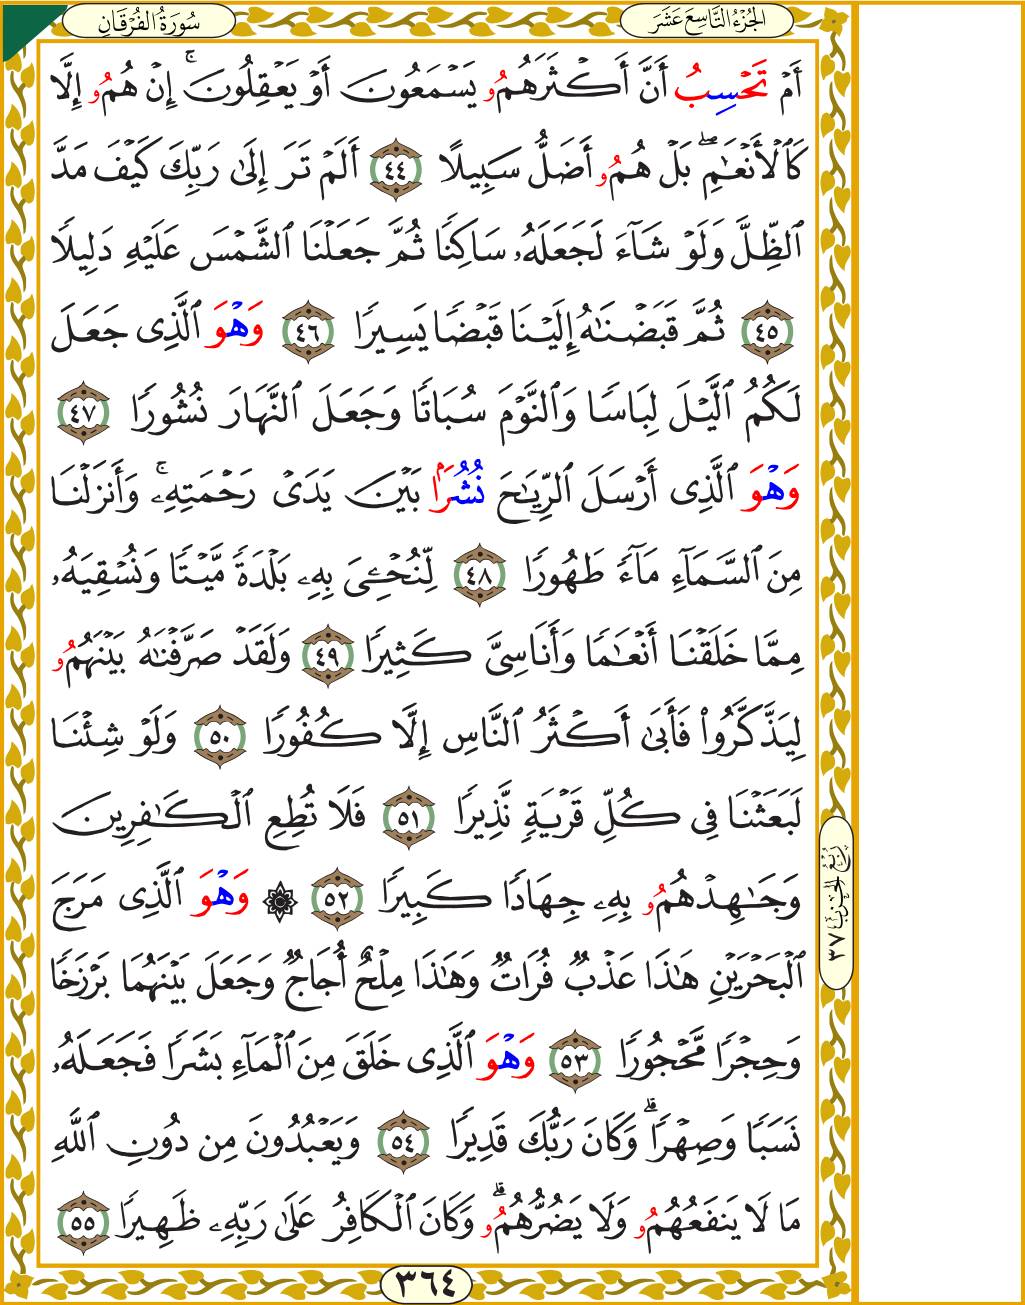 الجُزْءُ التَّاسِعَ عَشَرَ
سُورَةُ الفُرْقَانِ
أَمْ تَحْسِبُ أَنَّ أَكْثَرَهُمُۥ يَسْمَعُونَ أَوْ يَعْقِلُونَۚ إِنْ هُمُۥ إِلَّا
كَالْأَنْعَٰمِۖ بَلْ هُمُۥ أَضَلُّ سَبِيلًا ٤٤ أَلَمْ تَرَ إِلَىٰ رَبِّكَ كَيْفَ مَدَّ
ٱلظِّلَّ وَلَوْ شَآءَ لَجَعَلَهُۥ سَاكِنًا ثُمَّ جَعَلْنَا ٱلشَّمْسَ عَلَيْهِ دَلِيلًا
٤٥ ثُمَّ قَبَضْنَٰهُ إِلَيْنَا قَبْضًا يَسِيرًا ٤٦ وَهْوَ ٱلَّذِى جَعَلَ
لَكُمُ ٱلَّيْلَ لِبَاسًا وَٱلنَّوْمَ سُبَاتًا وَجَعَلَ ٱلنَّهَارَ نُشُورًا ٤٧
وَهْوَ ٱلَّذِى أَرْسَلَ ٱلرِّيَٰحَ نُشُرًۢا بَيْنَ يَدَىْ رَحْمَتِهِۦۚ وَأَنزَلْنَا
مِنَ ٱلسَّمَآءِ مَآءً طَهُورًا ٤٨ لِّنُحْۦِىَ بِهِۦ بَلْدَةً مَّيْتًا وَنُسْقِيَهُۥ
مِمَّا خَلَقْنَا أَنْعَٰمًا وَأَنَاسِىَّ كَثِيرًا ٤٩ وَلَقَدْ صَرَّفْنَٰهُ بَيْنَهُمُۥ
لِيَذَّكَّرُوا۟ فَأَبَىٰ أَكْثَرُ ٱلنَّاسِ إِلَّا كُفُورًا ٥٠ وَلَوْ شِئْنَا
لَبَعَثْنَا فِى كُلِّ قَرْيَةٍ نَّذِيرًا ٥١ فَلَا تُطِعِ ٱلْكَٰفِرِينَ
وَجَٰهِدْهُمُۥ بِهِۦ جِهَادًا كَبِيرًا ٥٢ ۞ وَهْوَ ٱلَّذِى مَرَجَ
ٱلْبَحْرَيْنِ هَٰذَا عَذْبٌ فُرَاتٌ وَهَٰذَا مِلْحٌ أُجَاجٌ وَجَعَلَ بَيْنَهُمَا بَرْزَخًا
وَحِجْرًا مَّحْجُورًا ٥٣ وَهْوَ ٱلَّذِى خَلَقَ مِنَ ٱلْمَآءِ بَشَرًا فَجَعَلَهُۥ
نَسَبًا وَصِهْرًاۗ وَكَانَ رَبُّكَ قَدِيرًا ٥٤ وَيَعْبُدُونَ مِن دُونِ ٱللَّهِ
مَا لَا يَنفَعُهُمُۥ وَلَا يَضُرُّهُمُۥۗ وَكَانَ ٱلْكَافِرُ عَلَىٰ رَبِّهِۦ ظَهِيرًا ٥٥
رُبْعُ الحِزْبِ ٣٧
٣٦٤